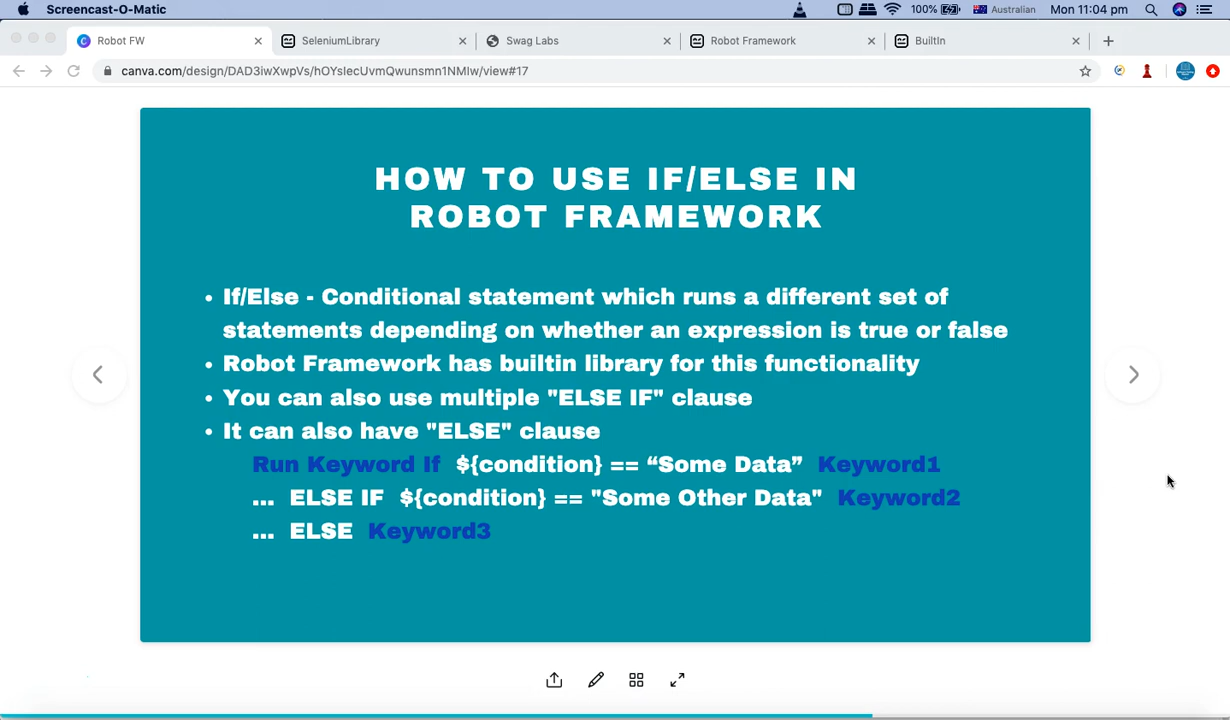 Screencast-O-Matic
100%
Australian
Mon 11:04 pm
Robot FW
SeleniumLibrary
Swag Labs
Robot Framework
BuiltIn
canva.com/design/DAD3iwXwpVs/hOYsIecUvmQwunsmn1NMIw/view#17
HOW TO USE IF/ELSE IN
ROBOT FRAMEWORK
• If/Else - Conditional statement which runs a different set of
statements depending on whether an expression is true or false
• Robot Framework has builtin library for this functionality
• You can also use multiple "ELSE IF" clause
• It can also have "ELSE" clause
Run Keyword If ${condition} == “Some Data” Keyword1
... ELSE IF ${condition} == "Some Other Data" Keyword2
... ELSE Keyword3